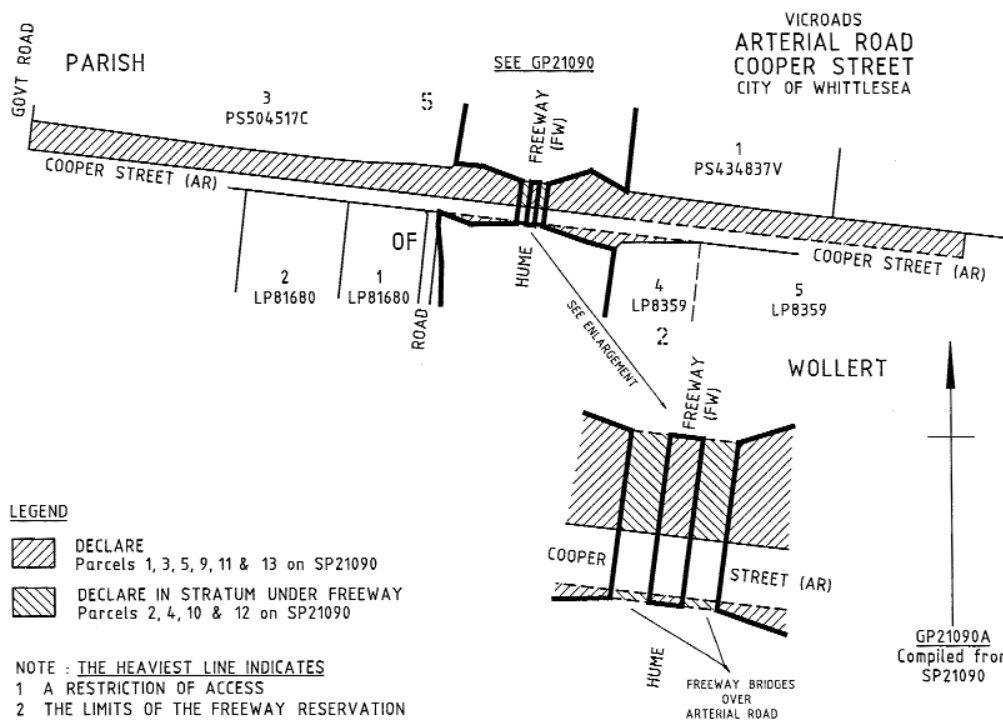 VICROADS
ARTERIAL ROAD
COOPER STREET
CITY OF WHITTLESEA
GOVT ROAD
PARISH
SEE GP21090
3
PS504517C
5
FREEWAY
(FW)
1
PS434837V
COOPER STREET (AR)
OF
HUME
COOPER STREET (AR)
2
LP81680
1
LP81680
ROAD
4
LP8359
5
LP8359
2
SEE ENLARGEMENT
WOLLERT
FREEWAY
(FW)
LEGEND
DECLARE
Parcels 1, 3, 5, 9, 11 & 13 on SP21090
DECLARE IN STRATUM UNDER FREEWAY
Parcels 2, 4, 10 & 12 on SP21090
COOPER
STREET (AR)
HUME
FREEWAY BRIDGES
OVER
ARTERIAL ROAD
NOTE : THE HEAVIEST LINE INDICATES
1 A RESTRICTION OF ACCESS
2 THE LIMITS OF THE FREEWAY RESERVATION
GP21090A
Compiled from
SP21090